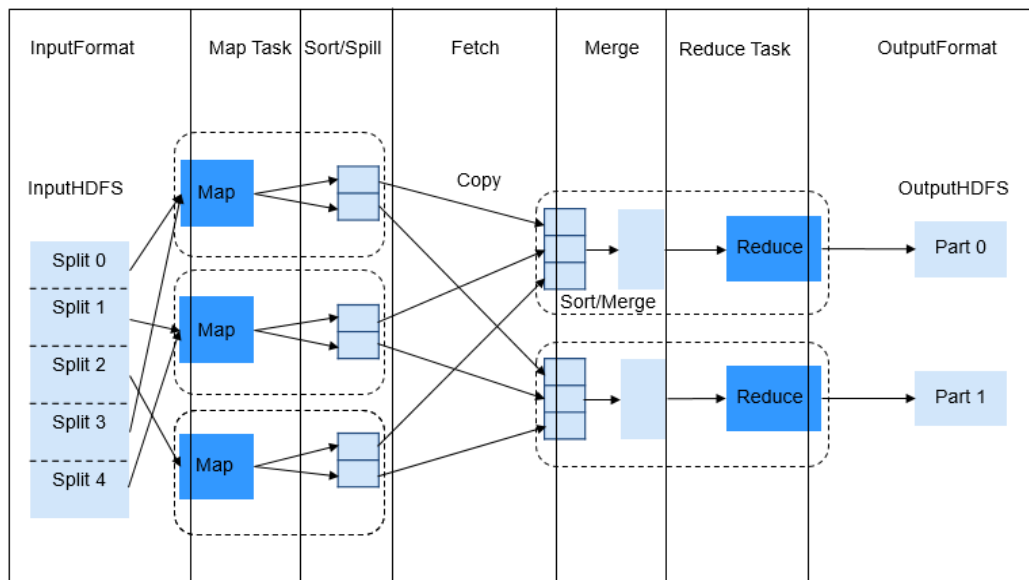 InputFormat
Map Task
Sort/Spill
Fetch
Merge
Reduce Task
OutputFormat
InputHDFS
Split 0
Split 1
Split 2
Split 3
Split 4
Map
Map
Map
Copy
Sort/Merge
Reduce
Reduce
OutputHDFS
Part 0
Part 1